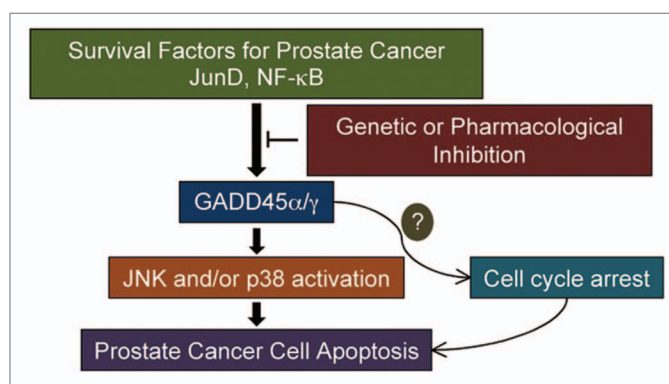 Survival Factors for Prostate Cancer
JunD, NF-κB
Genetic or Pharmacological
Inhibition
GADD45α/γ
?
JNK and/or p38 activation
Cell cycle arrest
Prostate Cancer Cell Apoptosis